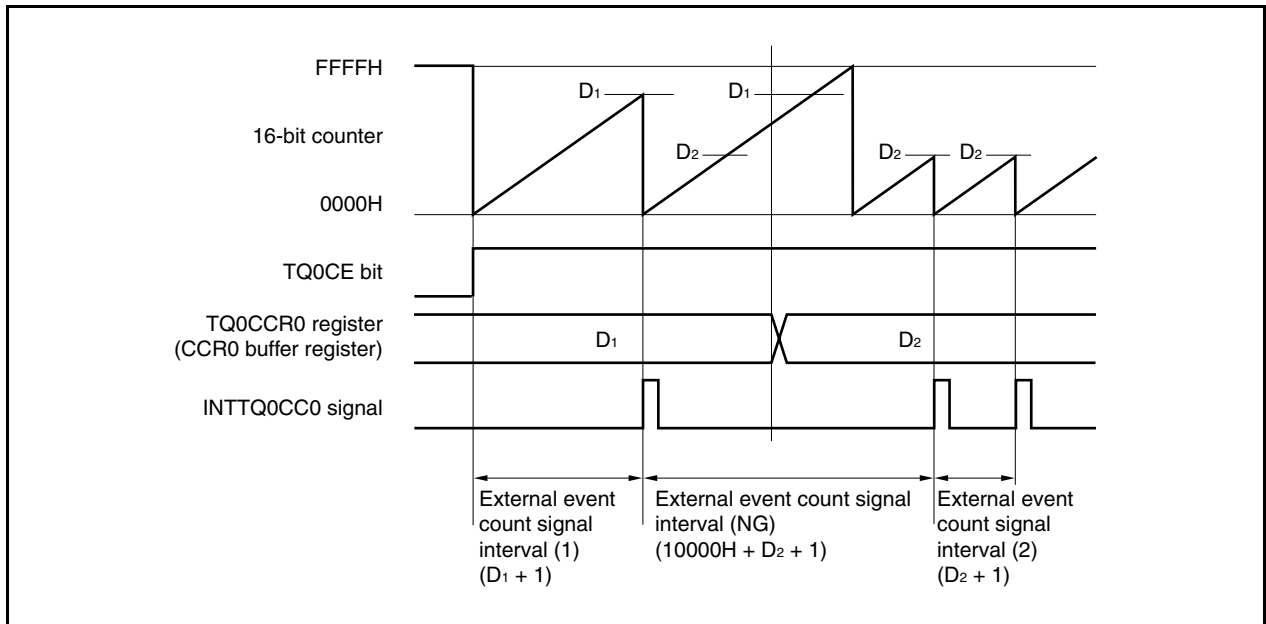 FFFFH
D1
D1
16-bit counter
D2
D2
D2
0000H
TQ0CE bit
TQ0CCR0 register
(CCR0 buffer register)
D1
D2
INTTQ0CC0 signal
External event
count signal
interval (1)
(D1 + 1)
External event count signal
interval (NG)
(10000H + D2 + 1)
External event
count signal
interval (2)
(D2 + 1)